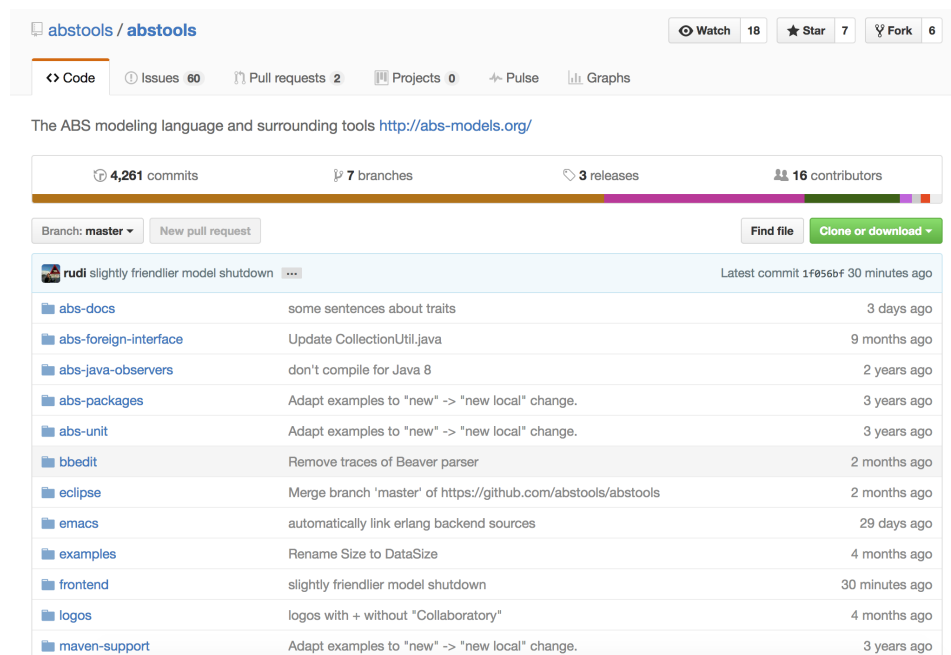 abstools / abstools Watch 18 Star 7 Fork 6
Code Issues 60 Pull requests 2 Projects 0 Pulse Graphs
The ABS modeling language and surrounding tools http://abs-models.org/
4,261 commits 7 branches 3 releases 16 contributors
Branch: master New pull request Find file Clone or download
rudi slightly friendlier model shutdown ... Latest commit 1f056bf 30 minutes ago
abs-docs some sentences about traits 3 days ago
abs-foreign-interface Update CollectionUtil.java 9 months ago
abs-java-observers don't compile for Java 8 2 years ago
abs-packages Adapt examples to "new" -> "new local" change. 3 years ago
abs-unit Adapt examples to "new" -> "new local" change. 3 years ago
bbedit Remove traces of Beaver parser 2 months ago
eclipse Merge branch 'master' of https://github.com/abstools/abstools 2 months ago
emacs automatically link erlang backend sources 29 days ago
examples Rename Size to DataSize 4 months ago
frontend slightly friendlier model shutdown 30 minutes ago
logos logos with + without "Collaboratory" 4 months ago
maven-support Adapt examples to "new" -> "new local" change. 3 years ago